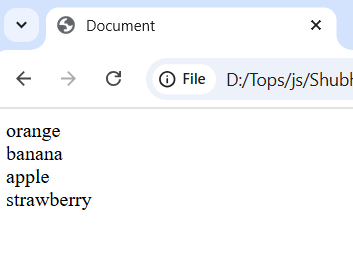 Document
File D:/Tops/js/Shubh
orange
banana
apple
strawberry